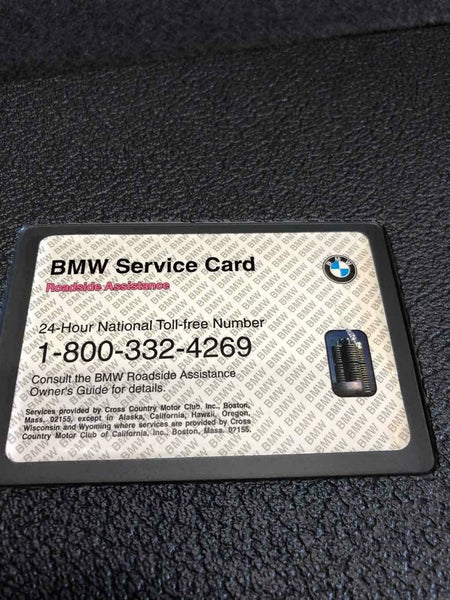 BMW Service Card
Roadside Assistance
24-Hour National Toll-free Number
1-800-332-4269
Consult the BMW Roadside Assistance
Owner's Guide for details.
Services provided by Cross Country Motor Club, Inc., Boston,
Mass. 02155, except in Alaska, Califormia, Hawaii, Oregon,
Wisconsin and Wyoming where services are provided by Cross
Country Motor Club of California, Inc., Boston, Mass. 02155.